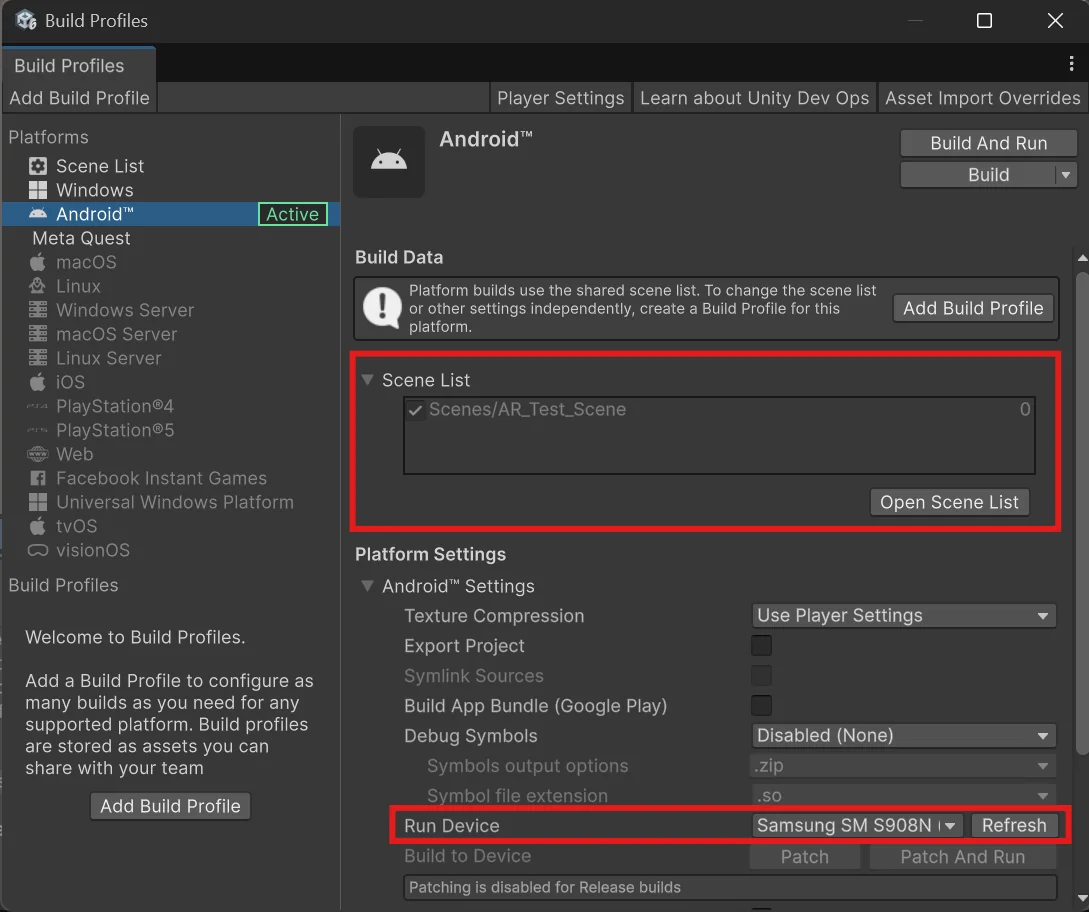 Build Profiles
Build Profiles
Add Build Profile
Player Settings
Learn about Unity Dev Ops
Asset Import Overrides
Platforms
Scene List
Windows
Android™ Active
Meta Quest
macOS
Linux
Windows Server
macOS Server
Linux Server
iOS
PlayStation®4
PlayStation®5
Web
Facebook Instant Games
Universal Windows Platform
tvOS
visionOS
Build Profiles
Welcome to Build Profiles.
Add a Build Profile to configure as
many builds as you need for any
supported platform. Build profiles
are stored as assets you can
share with your team
Add Build Profile
Android™
Build And Run
Build
Build Data
Platform builds use the shared scene list. To change the scene list
or other settings independently, create a Build Profile for this
platform.
Add Build Profile
Scene List
Scenes/AR_Test_Scene 0
Open Scene List
Platform Settings
Android™ Settings
Texture Compression Use Player Settings
Export Project
Symlink Sources
Build App Bundle (Google Play)
Debug Symbols Disabled (None)
Symbols output options .zip
Symbol file extension .so
Run Device Samsung SM S908N Refresh
Build to Device Patch Patch And Run
Patching is disabled for Release builds